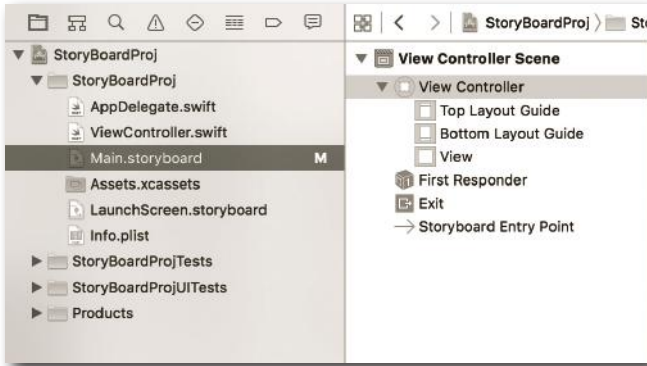 StoryBoardProj
StoryBoardProj
AppDelegate.swift
ViewController.swift
Main.storyboard M
Assets.xcassets
LaunchScreen.storyboard
Info.plist
StoryBoardProjTests
StoryBoardProjUITests
Products
StoryBoardProj Sto
View Controller Scene
View Controller
Top Layout Guide
Bottom Layout Guide
View
First Responder
Exit
Storyboard Entry Point